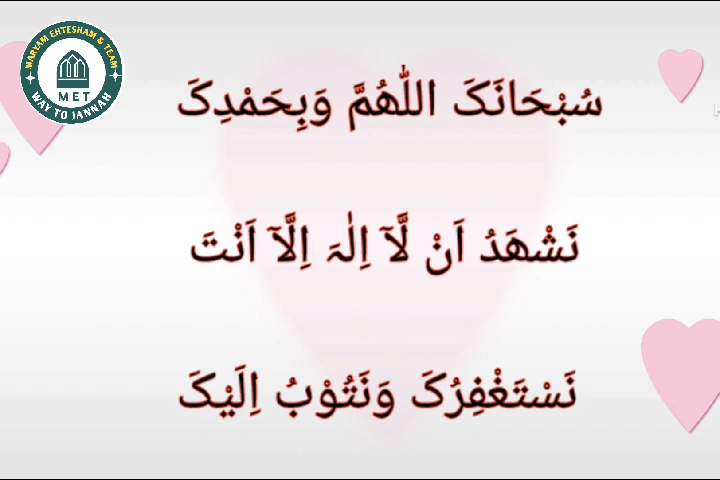 MARYAM EHTESHAM & TEAM
MET
WAY TO JANNAH
سُبْحَانَکَ اللّٰهُمَّ وَبِحَمْدِکَ
نَشْهَدُ اَنْ لَّآ اِلٰہَ اِلَّآ اَنْتَ
نَسْتَغْفِرُکَ وَنَتُوْبُ اِلَیْکَ